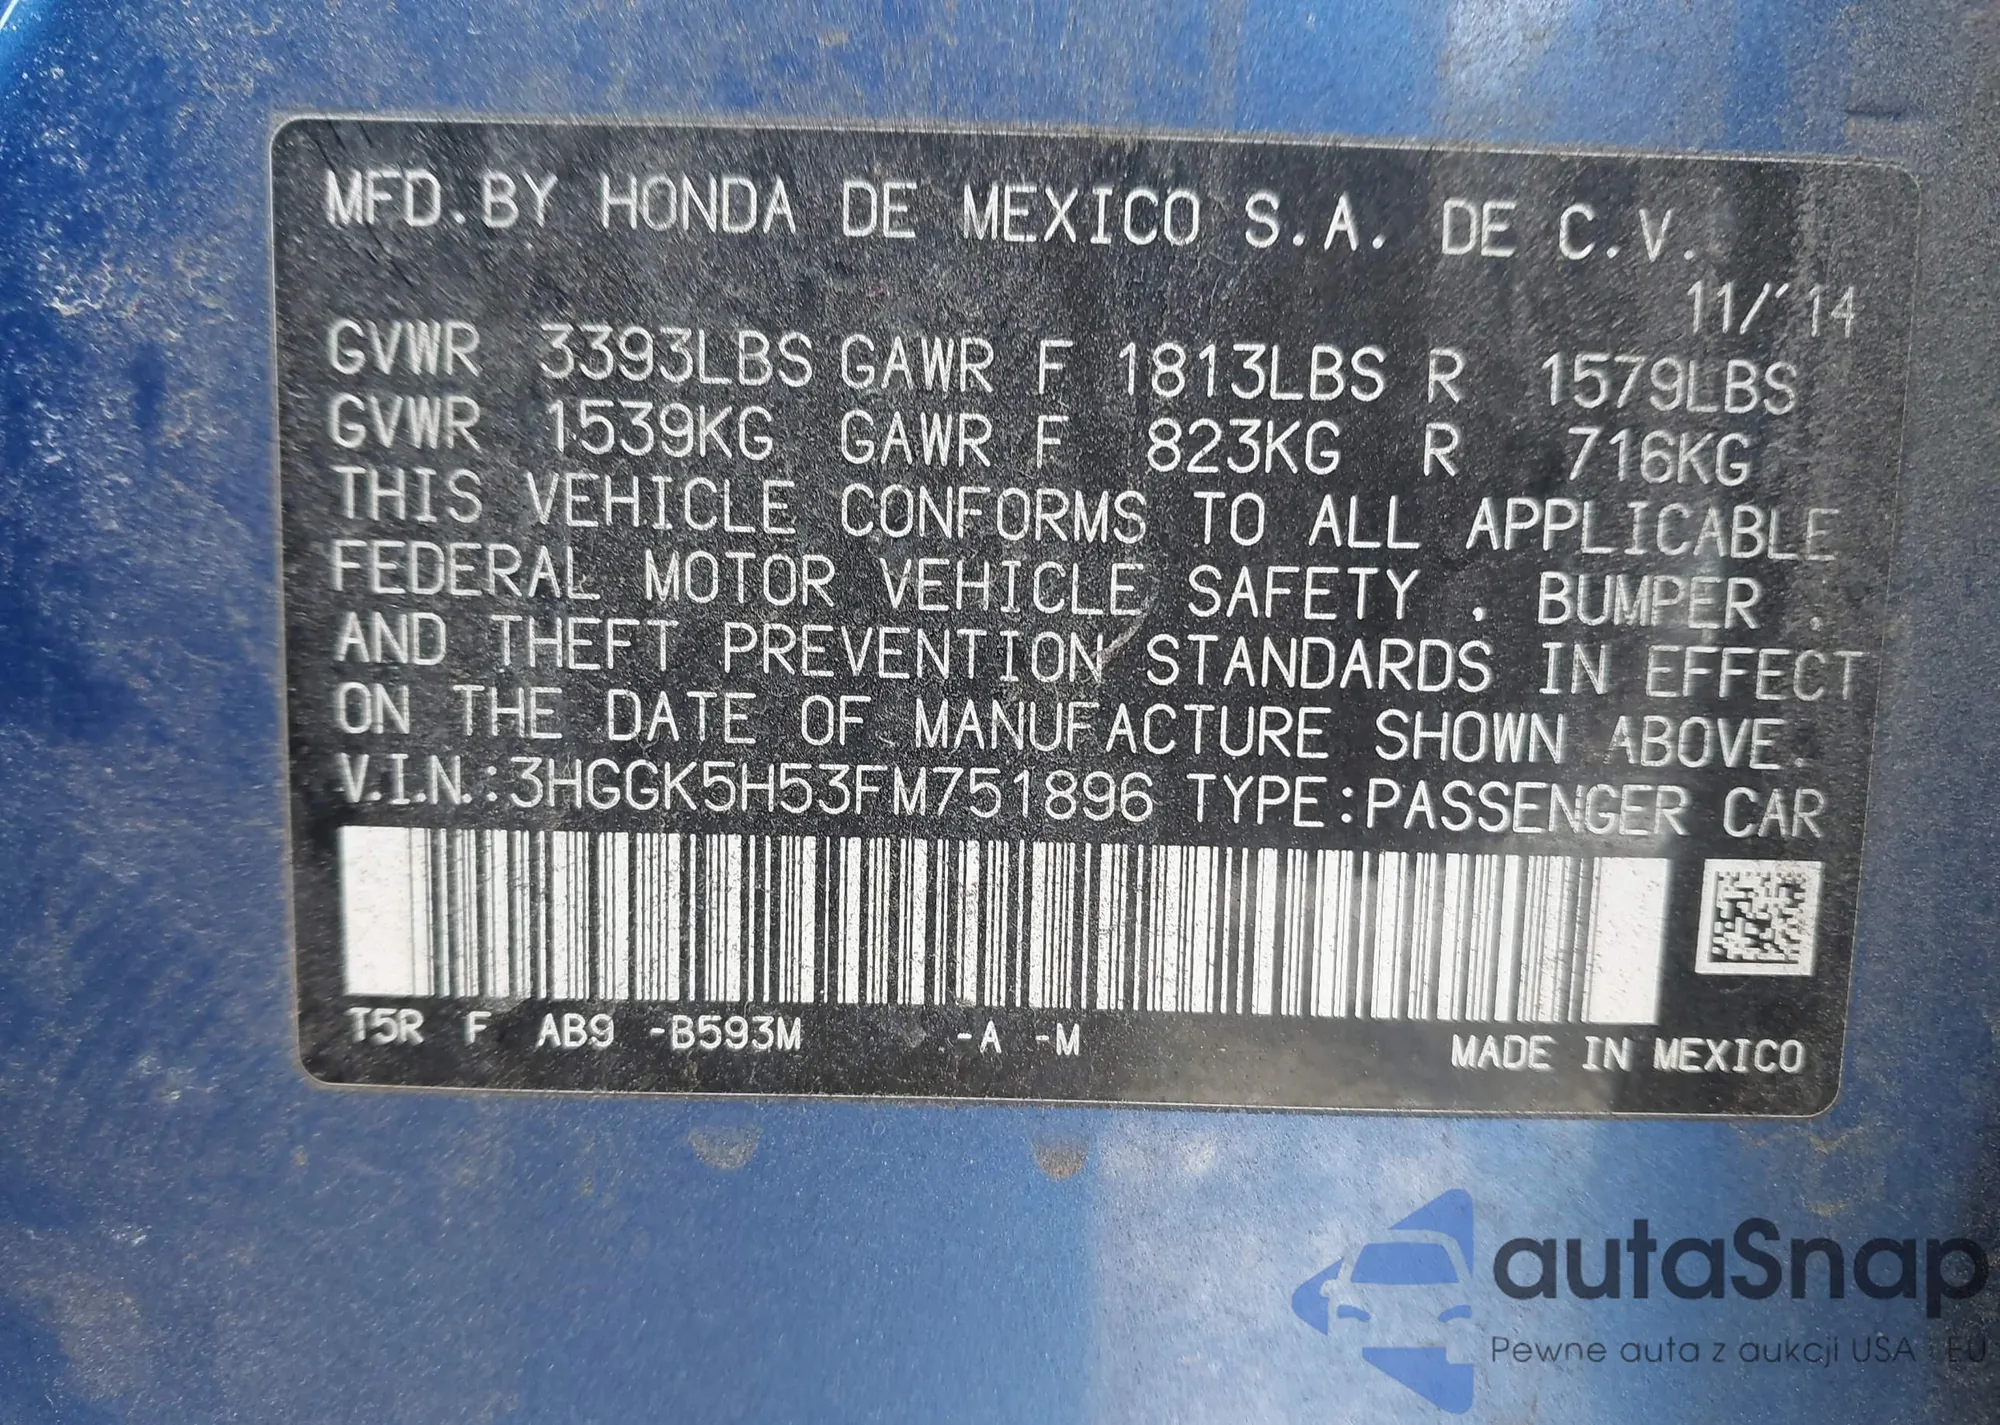 MFD.BY HONDA DE MEXICO S.A. DE C.V.
11/'14
GVWR 3393LBS GAWR F 1813LBS R 1579LBS
GVWR 1539KG GAWR F 823KG R 716KG
THIS VEHICLE CONFORMS TO ALL APPLICABLE
FEDERAL MOTOR VEHICLE SAFETY , BUMPER ,
AND THEFT PREVENTION STANDARDS IN EFFECT
ON THE DATE OF MANUFACTURE SHOWN ABOVE.
V.I.N.:3HGGK5H53FM751896 TYPE:PASSENGER CAR
T5R F AB9 -B593M -A -M
MADE IN MEXICO
autaSnap
Pewne auta z aukcji USA i EU